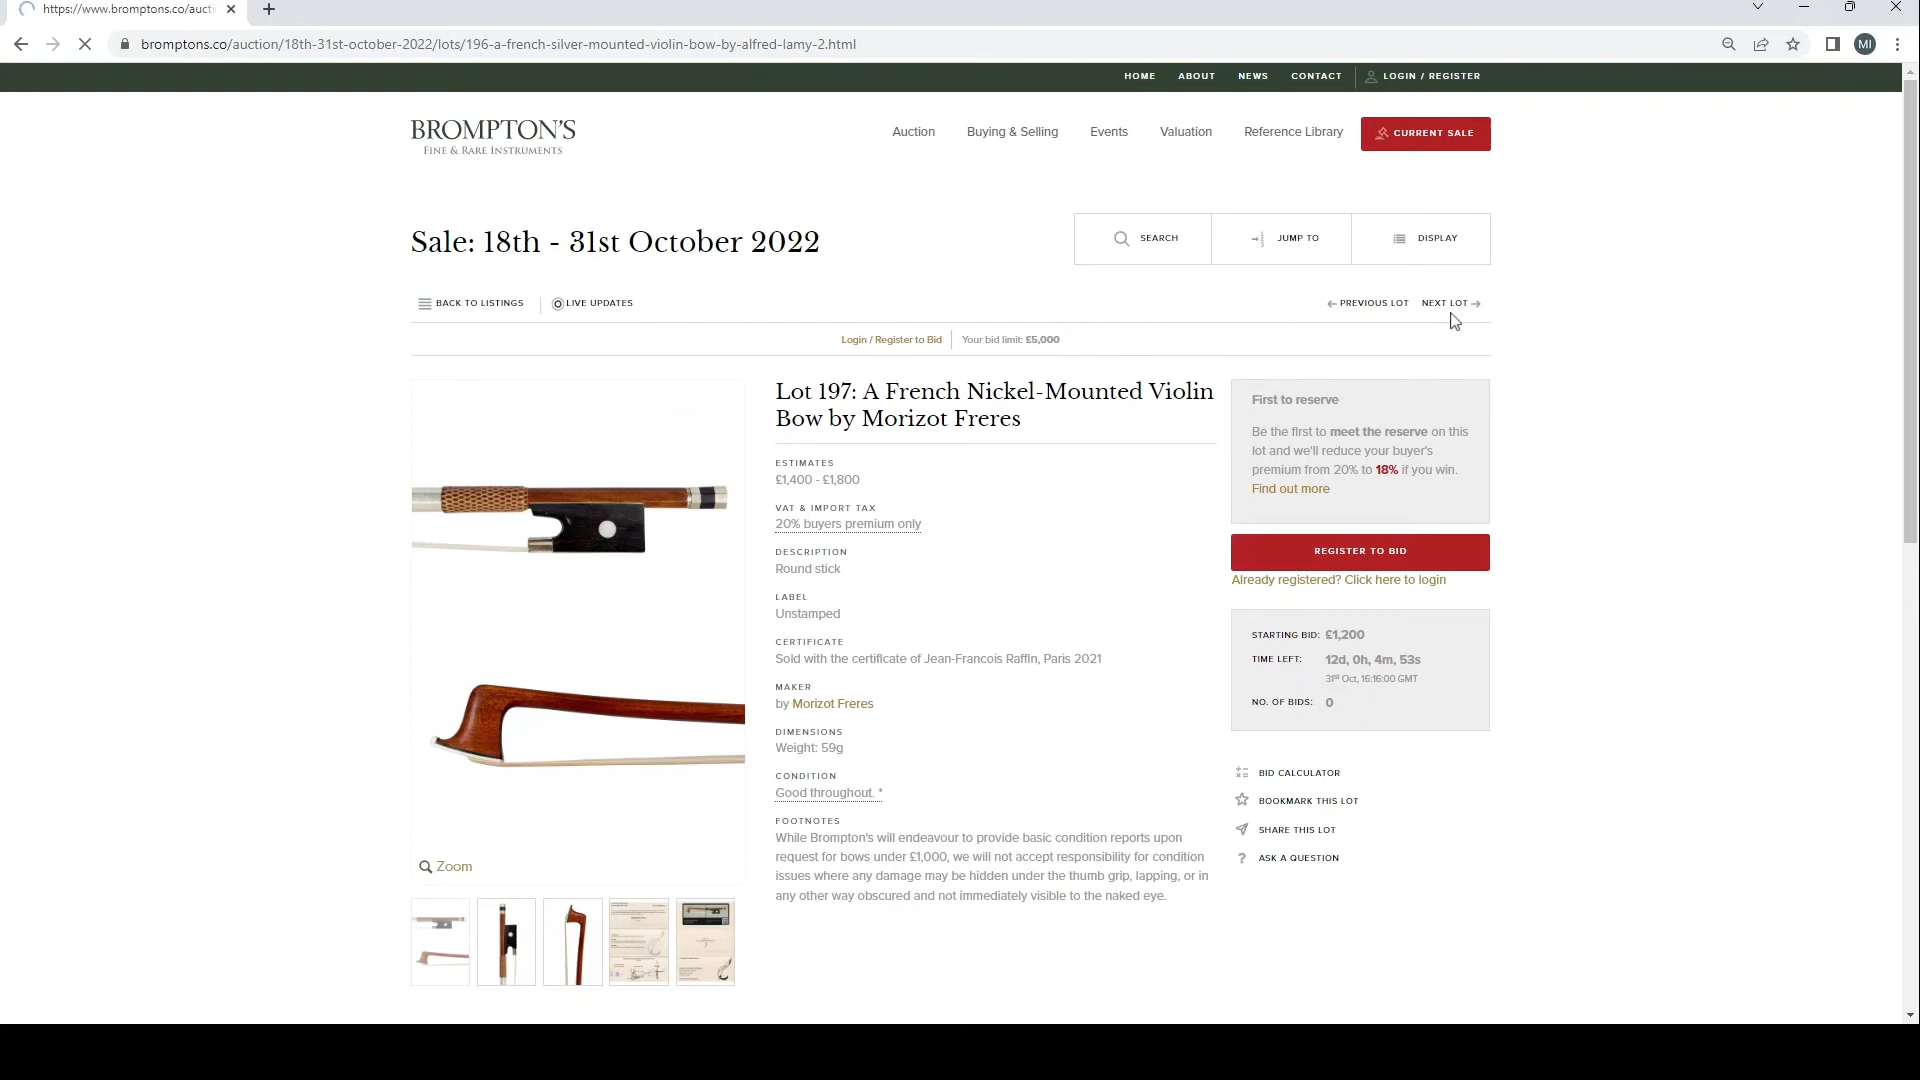 https://www.bromptons.co/aucti
bromptons.co/auction/18th-31st-october-2022/lots/196-a-french-silver-mounted-violin-bow-by-alfred-lamy-2.html
MI
HOME ABOUT NEWS CONTACT LOGIN / REGISTER
BROMPTON'S
FINE & RARE INSTRUMENTS
Auction Buying & Selling Events Valuation Reference Library CURRENT SALE
Sale: 18th - 31st October 2022
SEARCH JUMP TO DISPLAY
BACK TO LISTINGS LIVE UPDATES
PREVIOUS LOT NEXT LOT
Login / Register to Bid Your bid limit: £5,000
Lot 197: A French Nickel-Mounted Violin
Bow by Morizot Freres
ESTIMATES
£1,400 - £1,800
VAT & IMPORT TAX
20% buyers premium only
DESCRIPTION
Round stick
LABEL
Unstamped
CERTIFICATE
Sold with the certificate of Jean-Francois Raffin, Paris 2021
MAKER
by Morizot Freres
DIMENSIONS
Weight: 59g
CONDITION
Good throughout. *
FOOTNOTES
While Brompton's will endeavour to provide basic condition reports upon
request for bows under £1,000, we will not accept responsibility for condition
issues where any damage may be hidden under the thumb grip, lapping, or in
any other way obscured and not immediately visible to the naked eye.
Zoom
First to reserve
Be the first to meet the reserve on this
lot and we'll reduce your buyer's
premium from 20% to 18% if you win.
Find out more
REGISTER TO BID
Already registered? Click here to login
STARTING BID: £1,200
TIME LEFT: 12d, 0h, 4m, 53s
31st Oct, 16:16:00 GMT
NO. OF BIDS: 0
BID CALCULATOR
BOOKMARK THIS LOT
SHARE THIS LOT
ASK A QUESTION